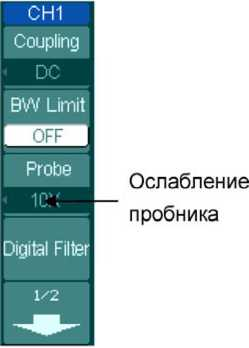 CH1
Coupling
DC
BW Limit
OFF
Probe
10X
Digital Filter
1/2
Ослабление
пробника